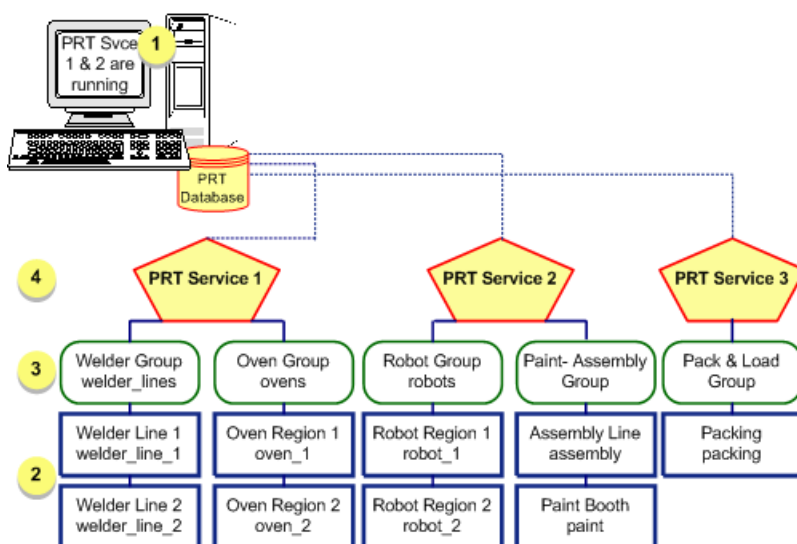 PRT Svce
1 & 2 are
running
1
PRT
Database
4
PRT Service 1
PRT Service 2
PRT Service 3
3
Welder Group
welder_lines
Oven Group
ovens
Robot Group
robots
Paint- Assembly
Group
Pack & Load
Group
2
Welder Line 1
welder_line_1
Oven Region 1
oven_1
Robot Region 1
robot_1
Assembly Line
assembly
Packing
packing
Welder Line 2
welder_line_2
Oven Region 2
oven_2
Robot Region 2
robot_2
Paint Booth
paint